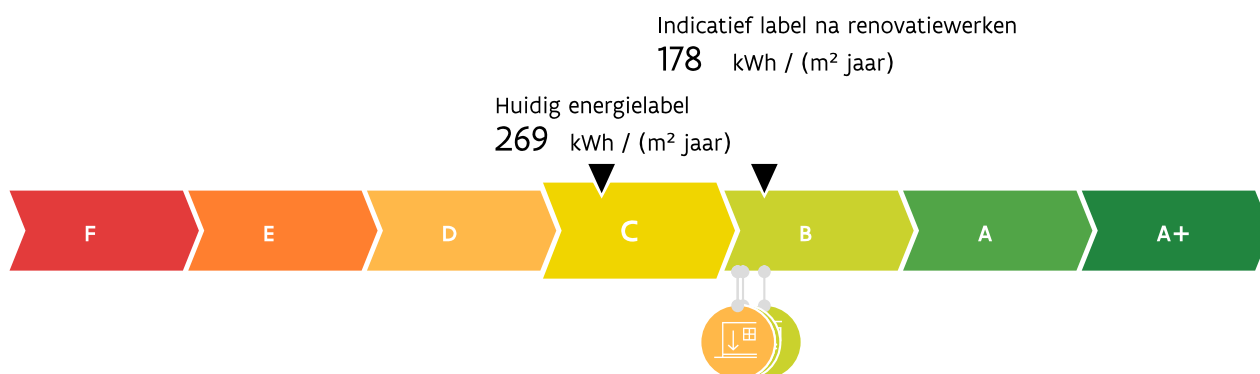 Indicatief label na renovatiewerken
178 kWh / (m² jaar)
Huidig energielabel
269 kWh / (m² jaar)
F E D C B A A+